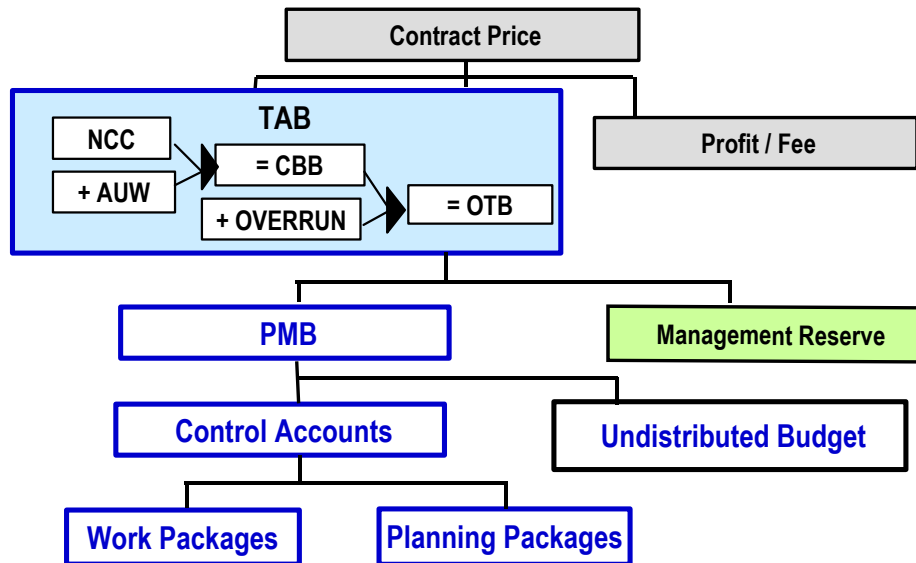 Contract Price
TAB
NCC
+ AUW
= CBB
+ OVERRUN
= OTB
Profit / Fee
PMB
Management Reserve
Control Accounts
Undistributed Budget
Work Packages
Planning Packages